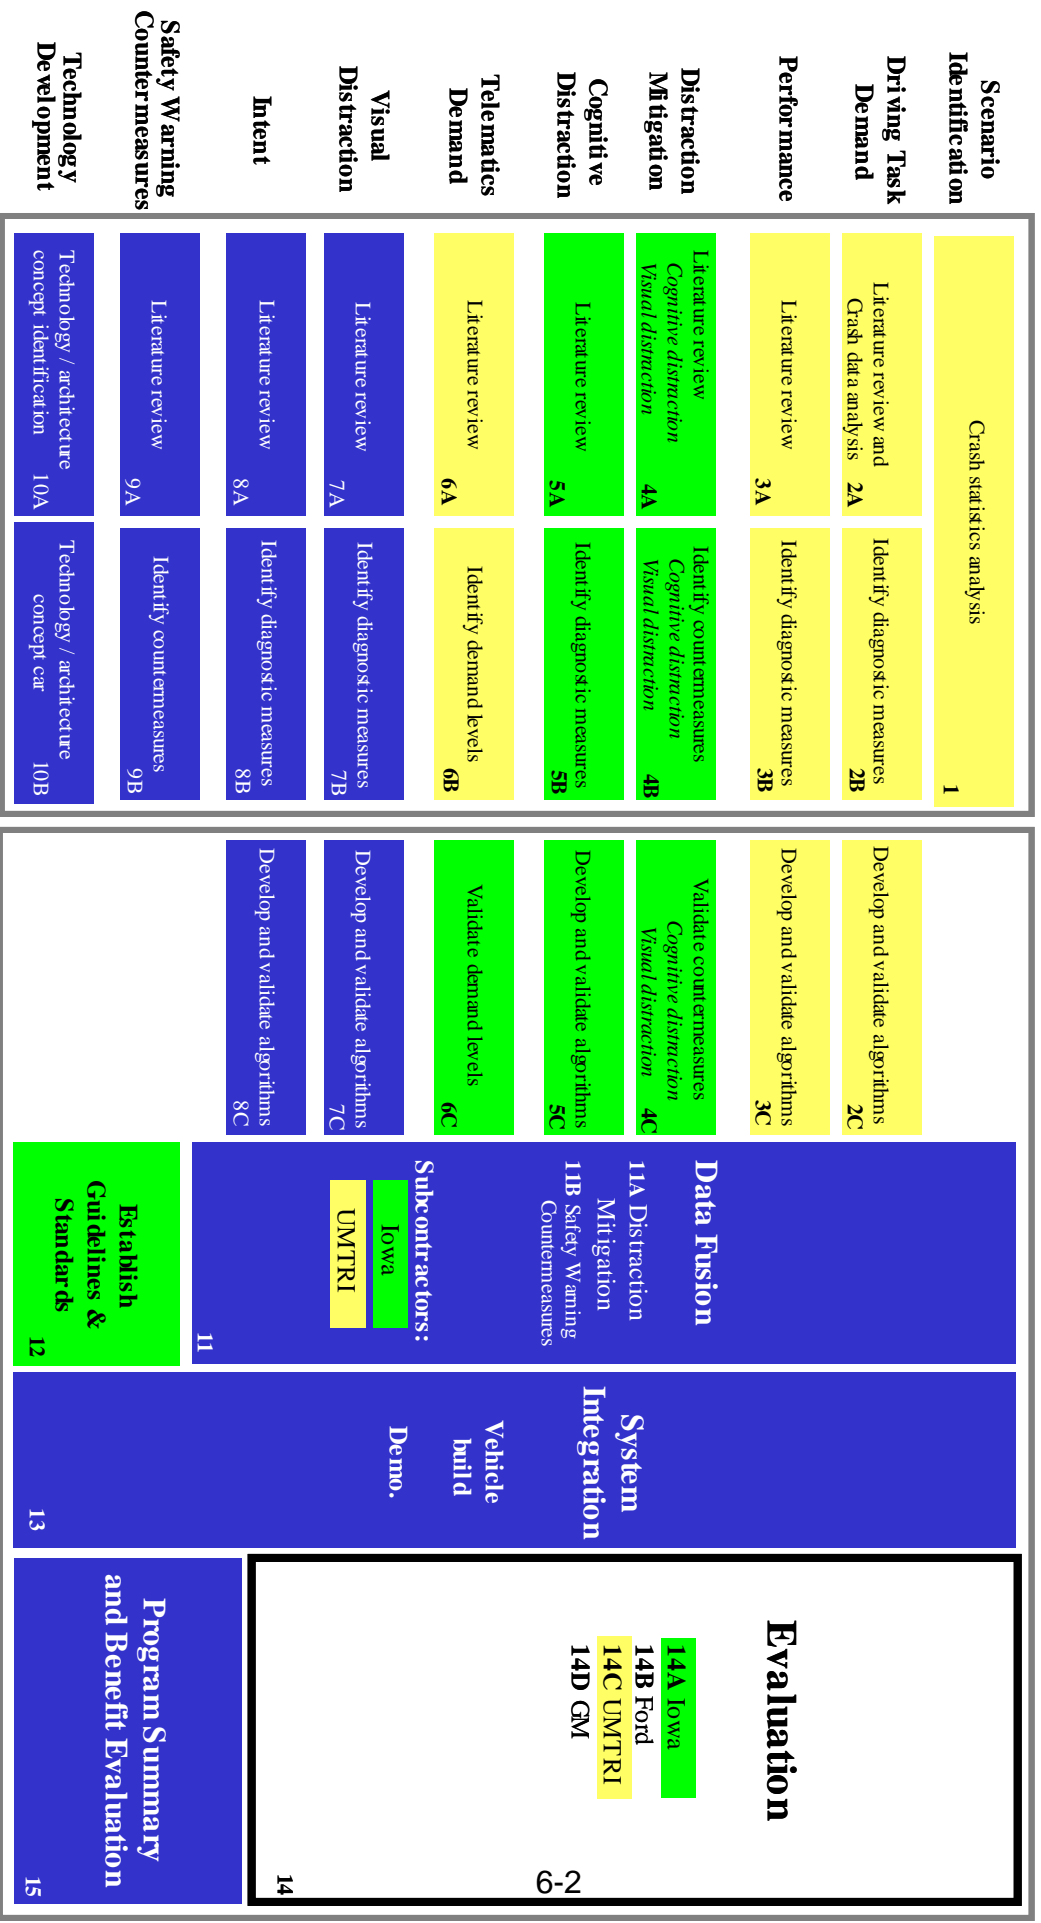 Scenario
Identification
Crash statistics analysis
1
Driving Task
Demand
Literature review and
Crash data analysis 2A
Identify diagnostic measures
2B
Develop and validate algorithms
2C
Performance
Literature review
3A
Identify diagnostic measures
3B
Develop and validate algorithms
3C
Distraction
Mitigation
Literature review
Cognitive distraction
Visual distraction
4A
Identify countermeasures
Cognitive distraction
Visual distraction
4B
Validate countermeasures
Cognitive distraction
Visual distraction
4C
Cognitive
Distraction
Literature review
5A
Identify diagnostic measures
5B
Develop and validate algorithms
5C
Telematics
Demand
Literature review
6A
Identify demand levels
6B
Validate demand levels
6C
Visual
Distraction
Literature review
7A
Identify diagnostic measures
7B
Develop and validate algorithms
7C
Intent
Literature review
8A
Identify diagnostic measures
8B
Develop and validate algorithms
8C
Safety Warning
Countermeasures
Literature review
9A
Identify countermeasures
9B
Technology
Development
Technology / architecture
concept identification 10A
Technology / architecture
concept car 10B
Data Fusion
11A Distraction
Mitigation
11B Safety Warning
Countermeasures
Subcontractors:
Iowa
UMTRI
11
Establish
Guidelines &
Standards
12
System
Integration
Vehicle
build
Demo.
13
Evaluation
14A Iowa
14B Ford
14C UMTRI
14D GM
14
Program Summary
and Benefit Evaluation
15
6-2